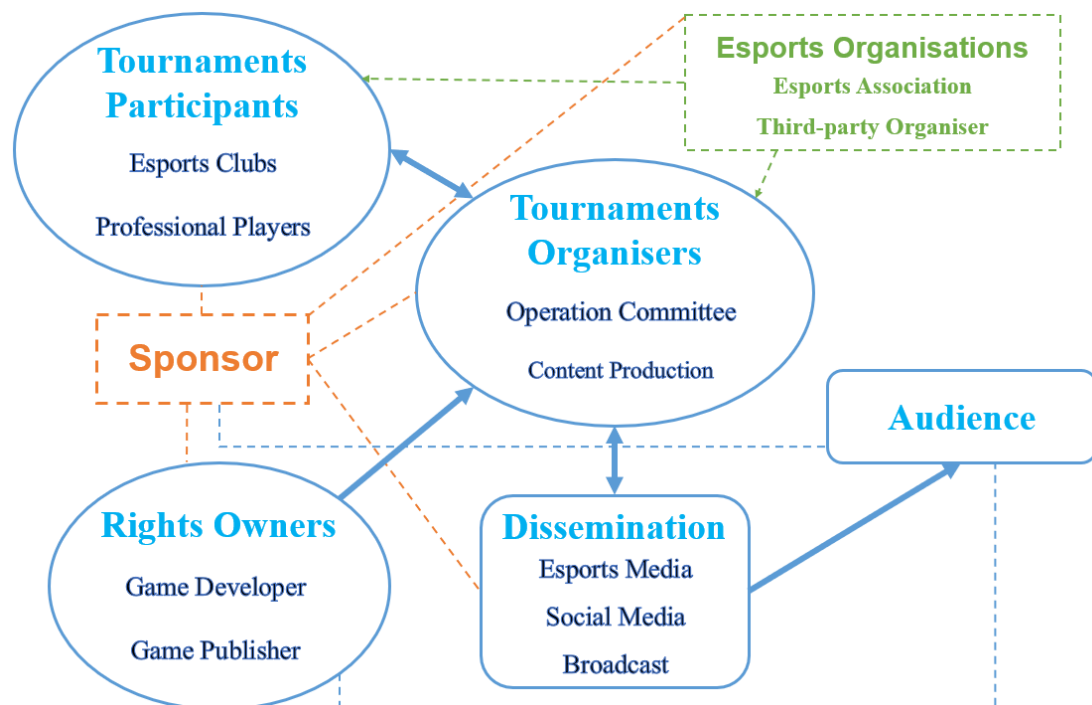 Tournaments
Participants
Esports Clubs
Professional Players
Esports Organisations
Esports Association
Third-party Organiser
Tournaments
Organisers
Operation Committee
Content Production
Sponsor
Audience
Rights Owners
Game Developer
Game Publisher
Dissemination
Esports Media
Social Media
Broadcast